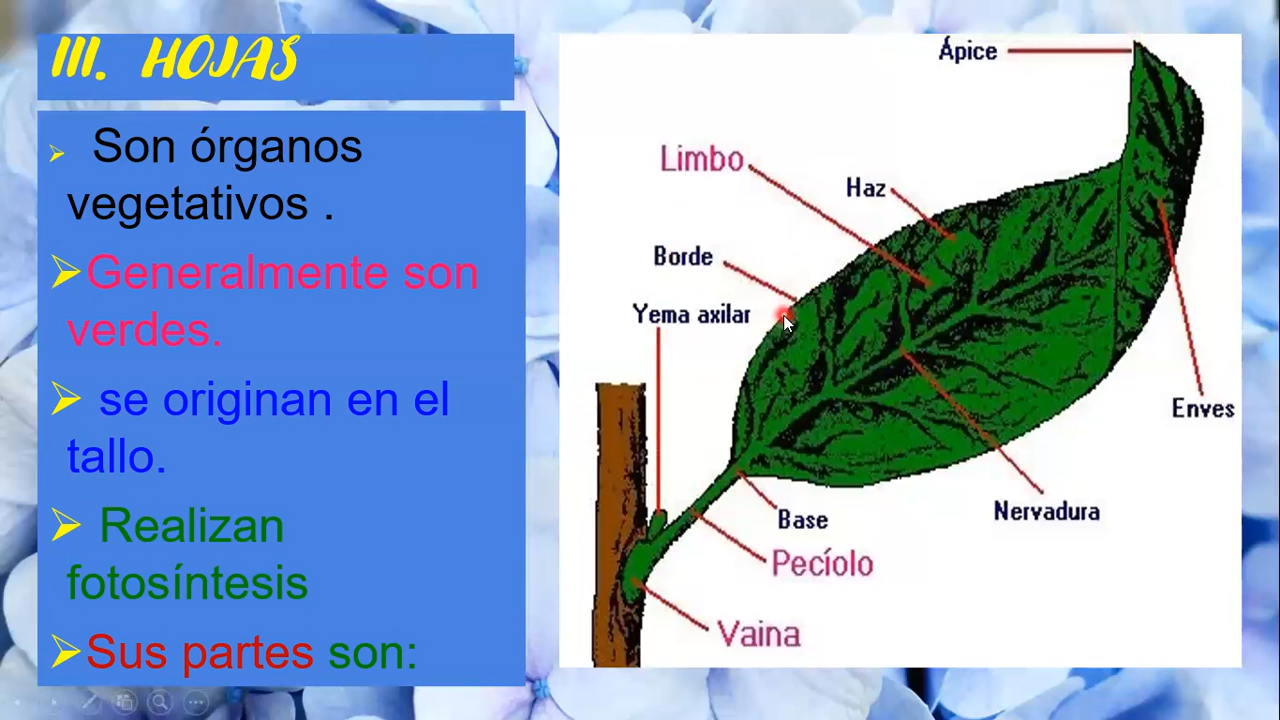 III. HOJAS
Son órganos
vegetativos .
Generalmente son
verdes.
se originan en el
tallo.
Realizan
fotosíntesis
Sus partes son:
Ápice
Limbo
Haz
Borde
Yema axilar
Enves
Nervadura
Base
Pecíolo
Vaina